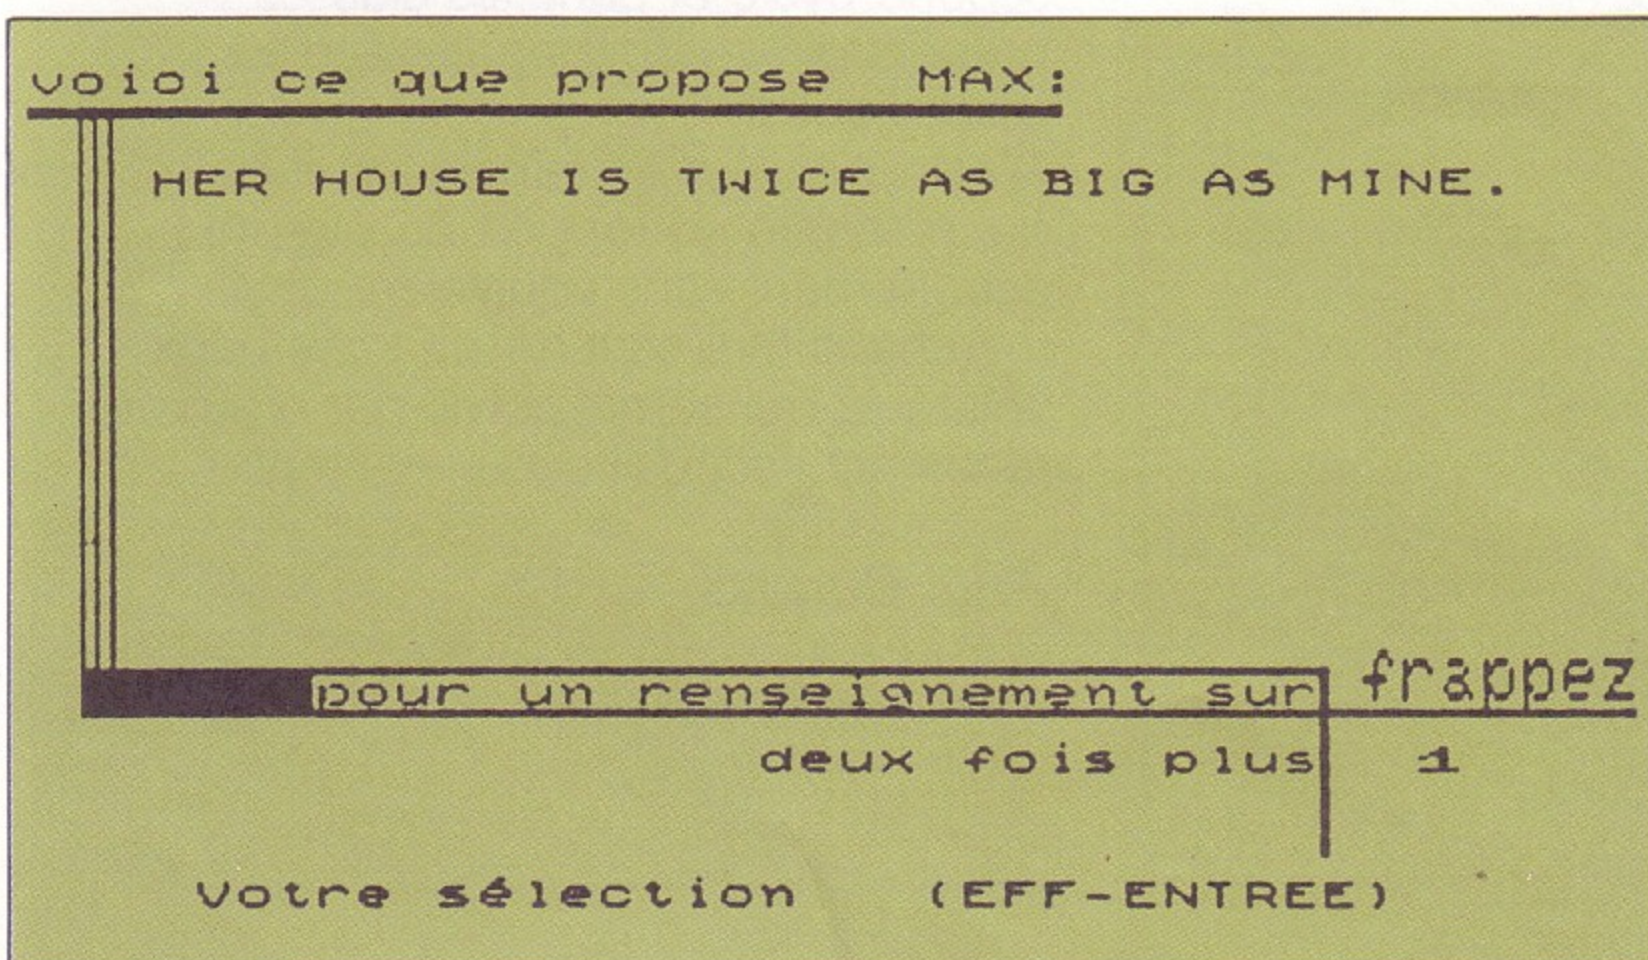 voioi ce que propose MAX:
HER HOUSE IS TWICE AS BIG AS MINE.
pour un renseignement sur frappez
deux fois plus 1
Votre sélection (EFF-ENTREE)